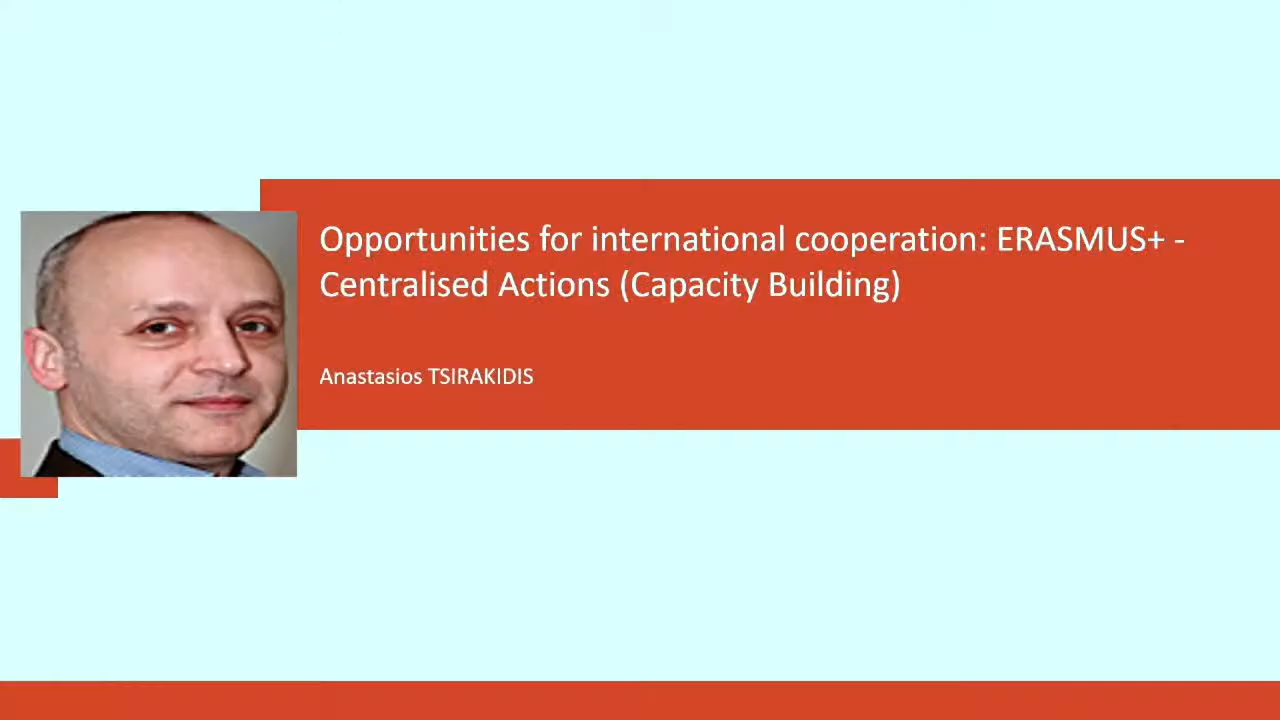 Opportunities for international cooperation: ERASMUS+ -
Centralised Actions (Capacity Building)
Anastasios TSIRAKIDIS